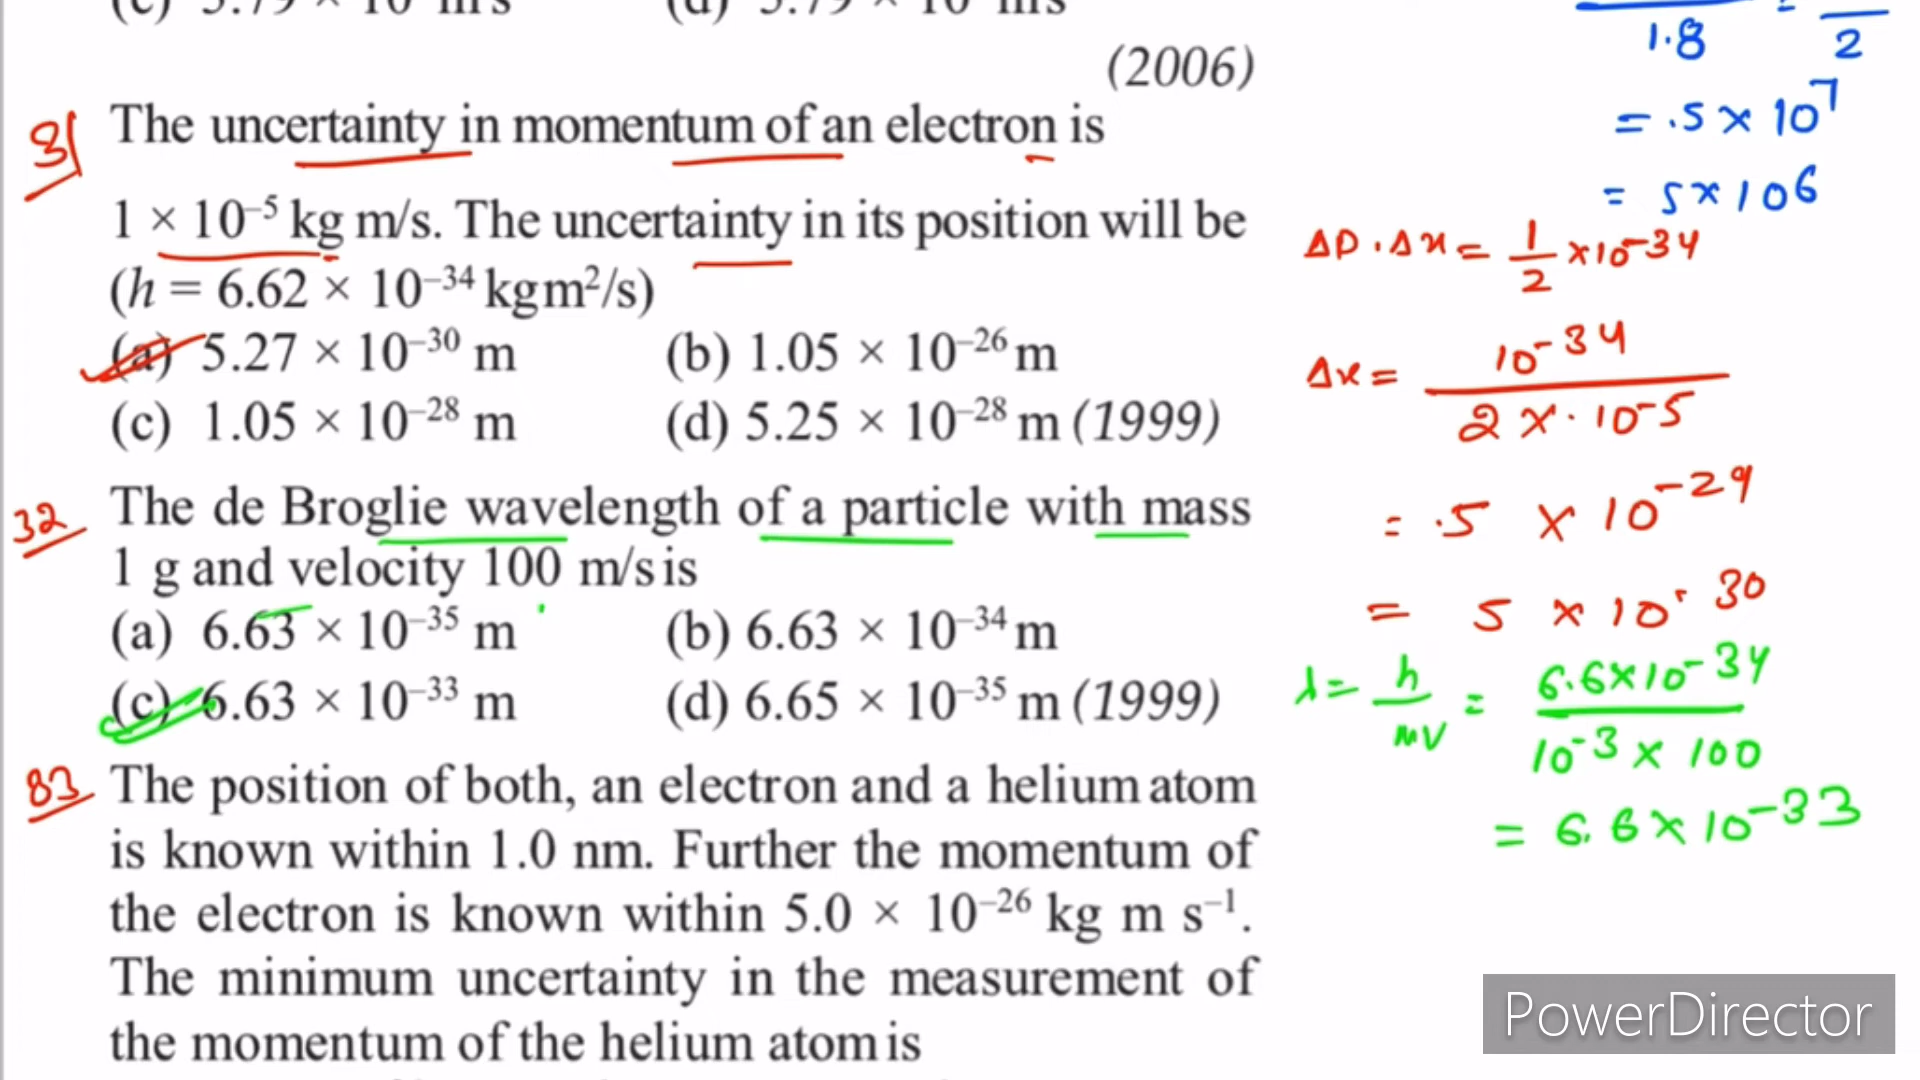 (2006)
81 The uncertainty in momentum of an electron is
1 × 10⁻⁵ kg m/s. The uncertainty in its position will be
(h = 6.62 × 10⁻³⁴ kg m²/s)
(a) 5.27 × 10⁻³⁰ m (b) 1.05 × 10⁻²⁶ m
(c) 1.05 × 10⁻²⁸ m (d) 5.25 × 10⁻²⁸ m (1999)
32 The de Broglie wavelength of a particle with mass
1 g and velocity 100 m/s is
(a) 6.63 × 10⁻³⁵ m (b) 6.63 × 10⁻³⁴ m
(c) 6.63 × 10⁻³³ m (d) 6.65 × 10⁻³⁵ m (1999)
83 The position of both, an electron and a helium atom
is known within 1.0 nm. Further the momentum of
the electron is known within 5.0 × 10⁻²⁶ kg m s⁻¹.
The minimum uncertainty in the measurement of
the momentum of the helium atom is
1.8 = 2
= .5 × 10⁷
= 5×10⁶
ΔP . Δx = 1/2 × 10⁻³⁴
Δx = 10⁻³⁴ / 2 × . 10⁻⁵
= .5 × 10⁻²⁹
= 5 × 10⁻³⁰
λ = h/mv = 6.6×10⁻³⁴ / 10⁻³ × 100
= 6.6 × 10⁻³³
PowerDirector